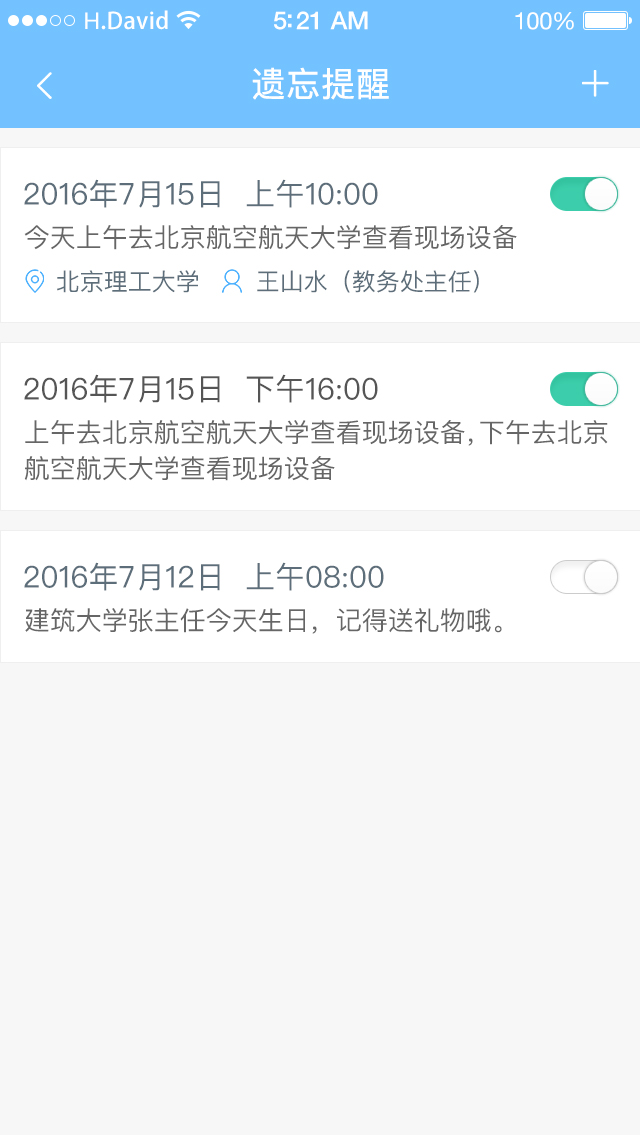 H.David 5:21 AM 100%
遗忘提醒
2016年7月15日 上午10:00
今天上午去北京航空航天大学查看现场设备
北京理工大学 王山水（教务处主任）
2016年7月15日 下午16:00
上午去北京航空航天大学查看现场设备,下午去北京
航空航天大学查看现场设备
2016年7月12日 上午08:00
建筑大学张主任今天生日，记得送礼物哦。